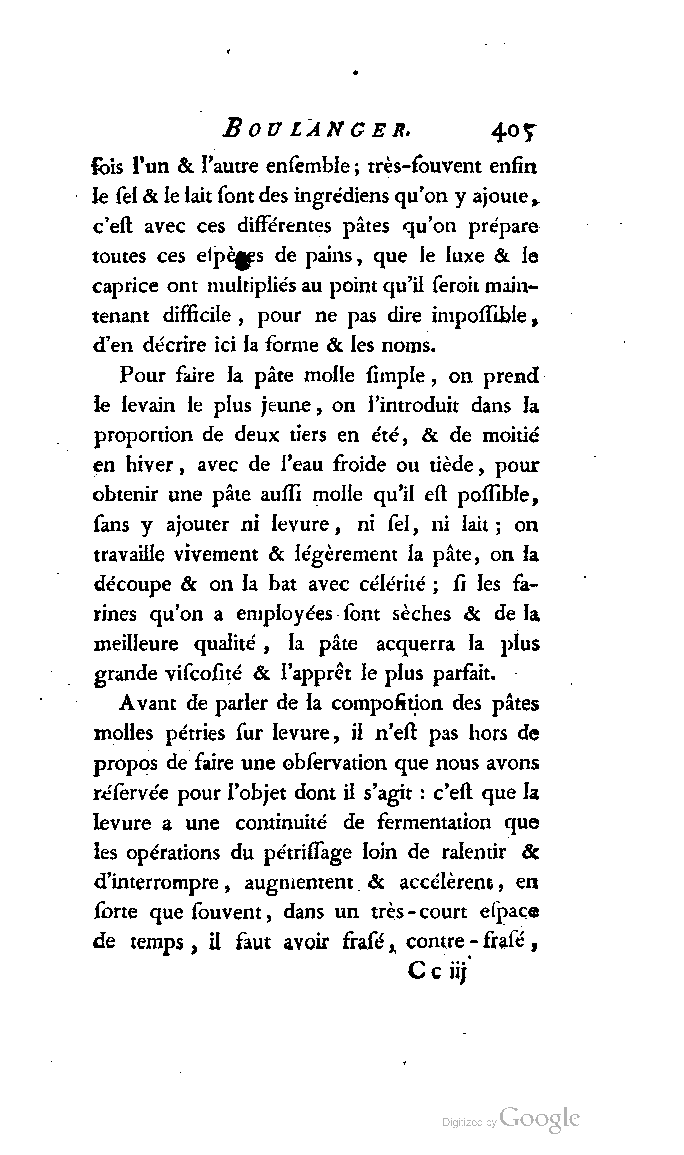 BOULANGER. 405
fois l'un & l'autre enſemble; très-ſouvent enfin
le ſel & le lait ſont des ingrédiens qu'on y ajoute,
c'eſt avec ces différentes pâtes qu'on prépare
toutes ces eſpèces de pains, que le luxe & le
caprice ont multipliés au point qu'il ſeroit main-
tenant difficile, pour ne pas dire impoſſible,
d'en décrire ici la forme & les noms.
Pour faire la pâte molle ſimple, on prend
le levain le plus jeune, on l'introduit dans la
proportion de deux tiers en été, & de moitié
en hiver, avec de l'eau froide ou tiède, pour
obtenir une pâte auſſi molle qu'il eſt poſſible,
ſans y ajouter ni levure, ni ſel, ni lait; on
travaille vivement & légèrement la pâte, on la
découpe & on la bat avec célérité; ſi les fa-
rines qu'on a employées ſont sèches & de la
meilleure qualité, la pâte acquerra la plus
grande viſcoſité & l'apprêt le plus parfait.
Avant de parler de la compoſition des pâtes
molles pétries ſur levure, il n'eſt pas hors de
propos de faire une obſervation que nous avons
réſervée pour l'objet dont il s'agit : c'eſt que la
levure a une continuité de fermentation que
les opérations du pétriſſage loin de ralentir &
d'interrompre, augmentent & accélèrent, en
ſorte que ſouvent, dans un très-court eſpace
de temps, il faut avoir fraſé, contre-fraſé,
C c iij
Digitized by Google